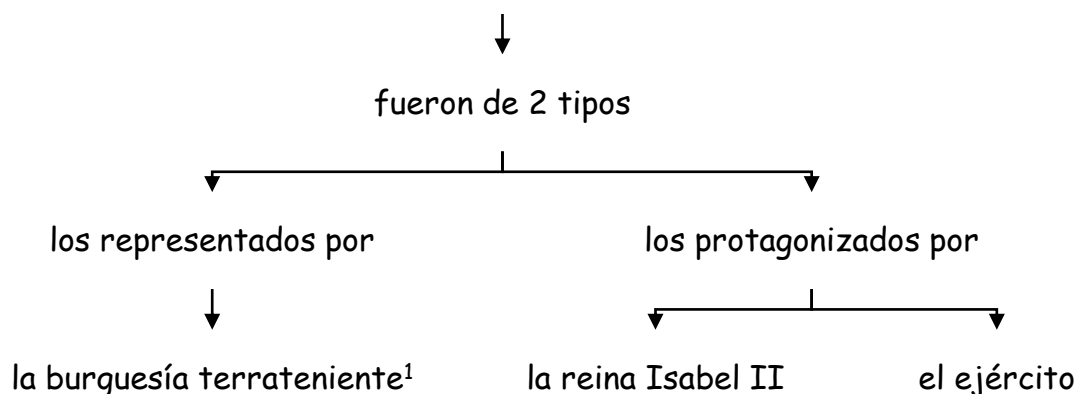 fueron de 2 tipos
los representados por los protagonizados por
la burguesía terrateniente¹ la reina Isabel II el ejército